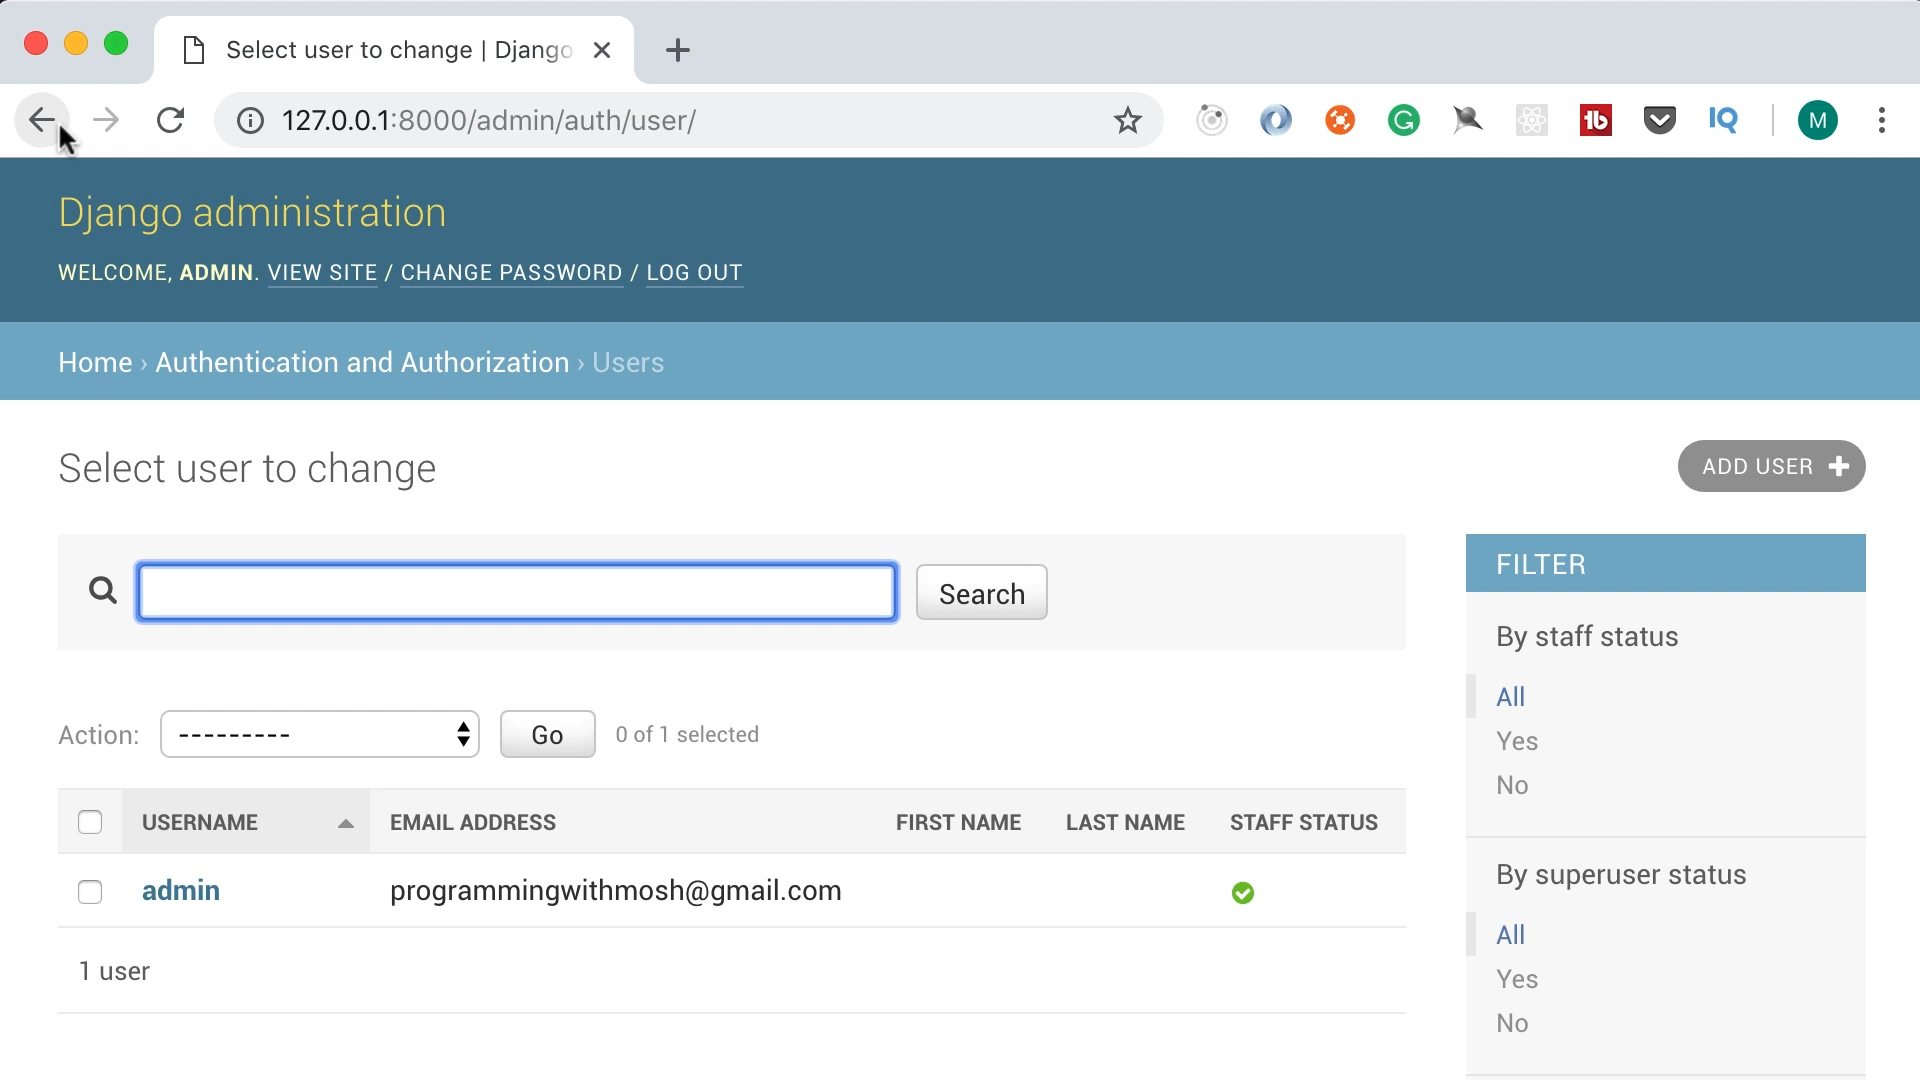 Select user to change | Django
127.0.0.1:8000/admin/auth/user/
G
1b
IQ
M
Django administration
WELCOME, ADMIN. VIEW SITE / CHANGE PASSWORD / LOG OUT
Home › Authentication and Authorization › Users
Select user to change
ADD USER
Search
FILTER
By staff status
All
Yes
No
Action: --------- Go 0 of 1 selected
USERNAME EMAIL ADDRESS FIRST NAME LAST NAME STAFF STATUS
admin programmingwithmosh@gmail.com
1 user
By superuser status
All
Yes
No